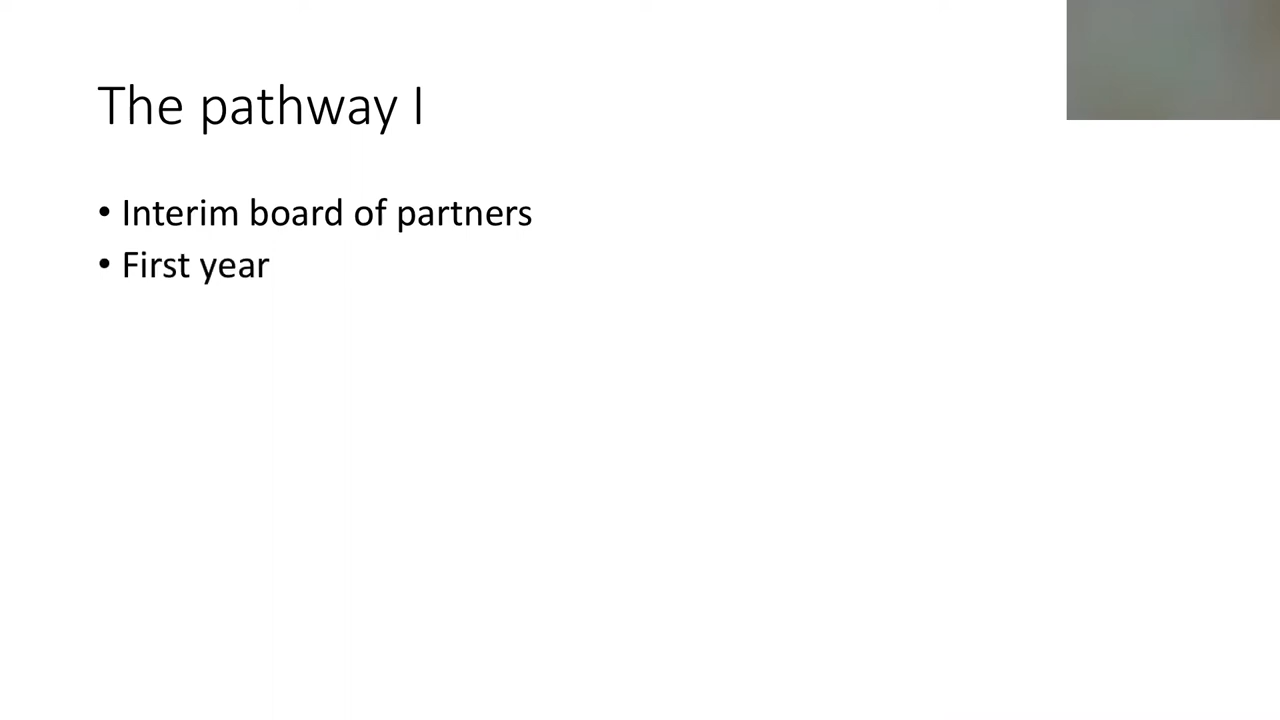 The pathway I
• Interim board of partners
• First year